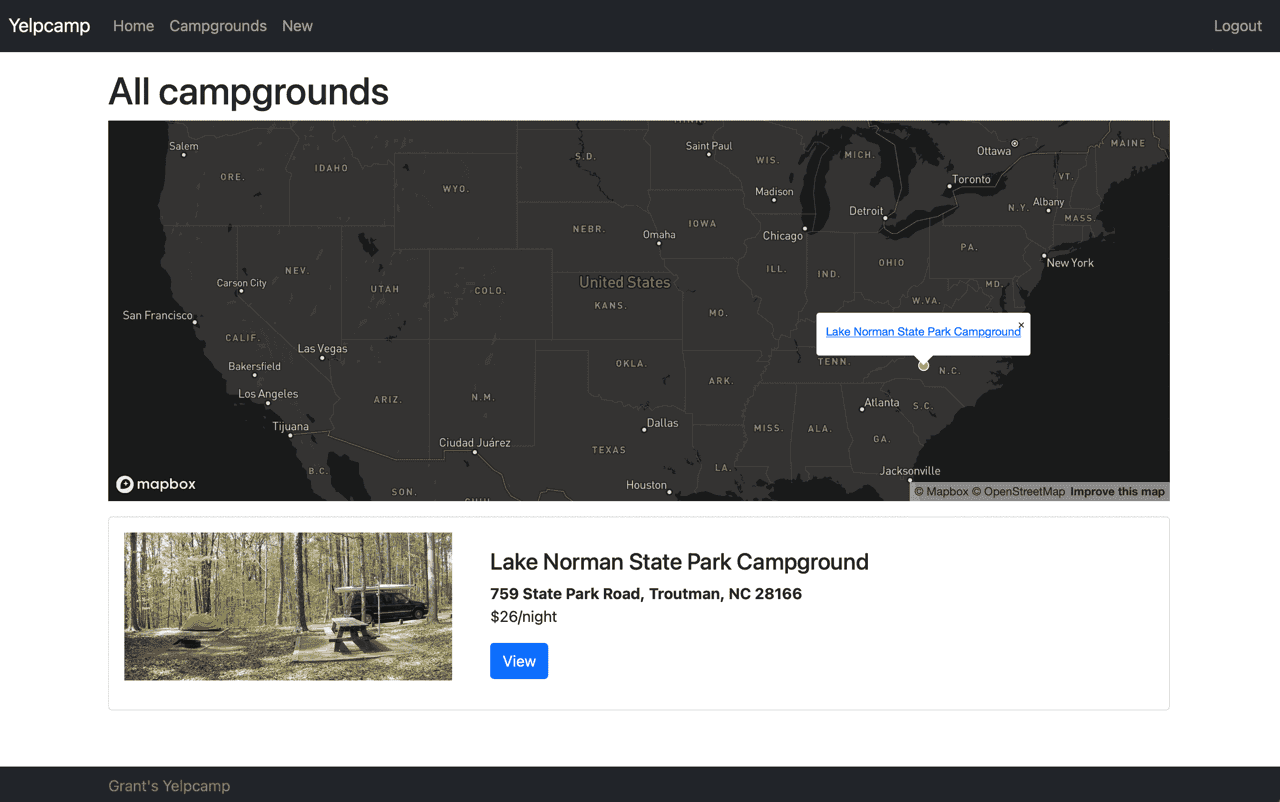 Yelpcamp Home Campgrounds New Logout
All campgrounds
Salem
Saint Paul
Ottawa
MAINE
ORE.
IDAHO
S.D.
WIS.
MICH.
VT.
WYO.
Madison
Toronto
Albany
N.Y.
MASS.
Detroit
NEBR.
IOWA
Omaha
Chicago
PA.
New York
NEV.
UTAH
COLO.
United States
ILL.
IND.
OHIO
MD.
Carson City
KANS.
MO.
W.VA.
San Francisco
CALIF.
Lake Norman State Park Campground
×
Las Vegas
Bakersfield
OKLA.
TENN.
N.C.
Los Angeles
ARIZ.
N.M.
ARK.
Atlanta
S.C.
Tijuana
Dallas
MISS.
ALA.
GA.
Ciudad Juárez
TEXAS
B.C.
LA.
Jacksonville
mapbox
SON.
Houston
© Mapbox © OpenStreetMap Improve this map
Lake Norman State Park Campground
759 State Park Road, Troutman, NC 28166
$26/night
View
Grant's Yelpcamp